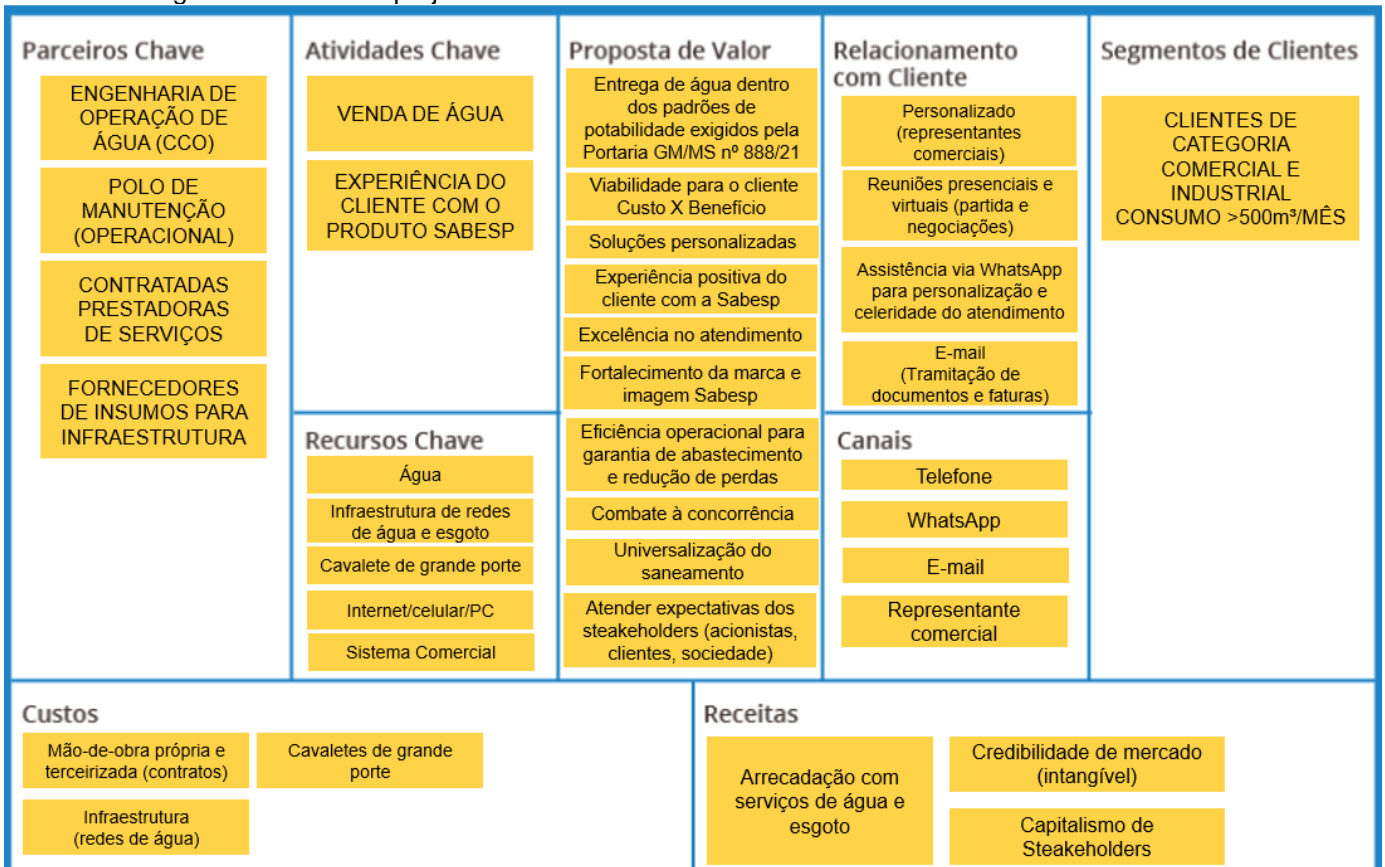 Parceiros Chave
ENGENHARIA DE
OPERAÇÃO DE
ÁGUA (CCO)
POLO DE
MANUTENÇÃO
(OPERACIONAL)
CONTRATADAS
PRESTADORAS
DE SERVIÇOS
FORNECEDORES
DE INSUMOS PARA
INFRAESTRUTURA
Atividades Chave
VENDA DE ÁGUA
EXPERIÊNCIA DO
CLIENTE COM O
PRODUTO SABESP
Recursos Chave
Água
Infraestrutura de redes
de água e esgoto
Cavalete de grande porte
Internet/celular/PC
Sistema Comercial
Proposta de Valor
Entrega de água dentro
dos padrões de
potabilidade exigidos pela
Portaria GM/MS nº 888/21
Viabilidade para o cliente
Custo X Benefício
Soluções personalizadas
Experiência positiva do
cliente com a Sabesp
Excelência no atendimento
Fortalecimento da marca e
imagem Sabesp
Eficiência operacional para
garantia de abastecimento
e redução de perdas
Combate à concorrência
Universalização do
saneamento
Atender expectativas dos
steakeholders (acionistas,
clientes, sociedade)
Relacionamento
com Cliente
Personalizado
(representantes
comerciais)
Reuniões presenciais e
virtuais (partida e
negociações)
Assistência via WhatsApp
para personalização e
celeridade do atendimento
E-mail
(Tramitação de
documentos e faturas)
Canais
Telefone
WhatsApp
E-mail
Representante
comercial
Segmentos de Clientes
CLIENTES DE
CATEGORIA
COMERCIAL E
INDUSTRIAL
CONSUMO >500m³/MÊS
Custos
Mão-de-obra própria e
terceirizada (contratos)
Cavaletes de grande
porte
Infraestrutura
(redes de água)
Receitas
Arrecadação com
serviços de água e
esgoto
Credibilidade de mercado
(intangível)
Capitalismo de
Steakeholders